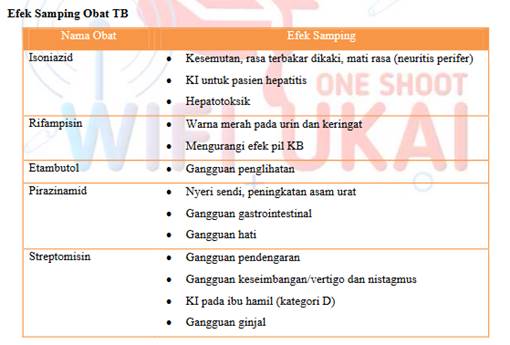 Efek Samping Obat TB
Nama Obat Efek Samping
Isoniazid • Kesemutan, rasa terbakar dikaki, mati rasa (neuritis perifer)
• KI untuk pasien hepatitis
• Hepatotoksik
Rifampisin • Warna merah pada urin dan keringat
• Mengurangi efek pil KB
Etambutol • Gangguan penglihatan
Pirazinamid • Nyeri sendi, peningkatan asam urat
• Gangguan gastrointestinal
• Gangguan hati
Streptomisin • Gangguan pendengaran
• Gangguan keseimbangan/vertigo dan nistagmus
• KI pada ibu hamil (kategori D)
• Gangguan ginjal
ONE SHOOT
WIFI UKAI